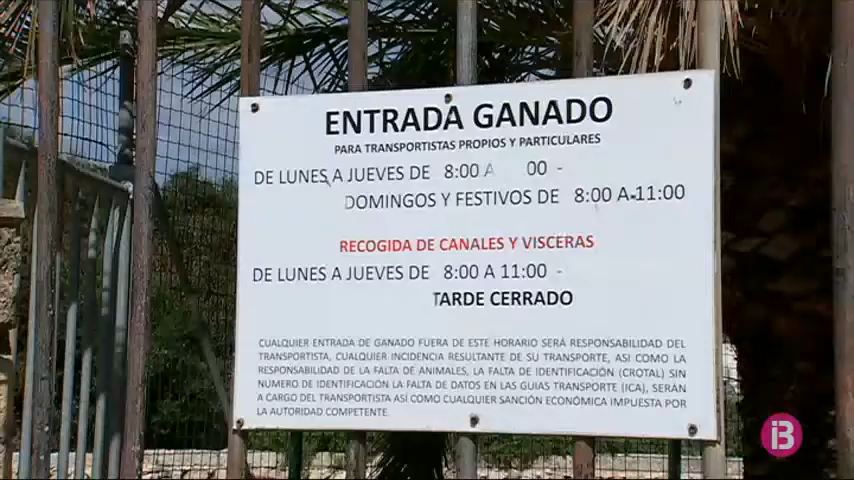 ENTRADA GANADO
PARA TRANSPORTISTAS PROPIOS Y PARTICULARES
DE LUNES A JUEVES DE 8:00 A :00 -
DOMINGOS Y FESTIVOS DE 8:00 A 11:00
RECOGIDA DE CANALES Y VISCERAS
DE LUNES A JUEVES DE 8:00 A 11:00 -
TARDE CERRADO
CUALQUIER ENTRADA DE GANADO FUERA DE ESTE HORARIO SERÁ RESPONSABILIDAD DEL
TRANSPORTISTA, CUALQUIER INCIDENCIA RESULTANTE DE SU TRANSPORTE, ASI COMO LA
RESPONSABILIDAD DE LA FALTA DE ANIMALES, LA FALTA DE IDENTIFICACIÓN (CROTAL) SIN
NUMERO DE IDENTIFICACIÓN LA FALTA DE DATOS EN LAS GUIAS TRANSPORTE (ICA), SERÁN
A CARGO DEL TRANSPORTISTA ASÍ COMO CUALQUIER SANCIÓN ECONÓMICA IMPUESTA POR
LA AUTORIDAD COMPETENTE.